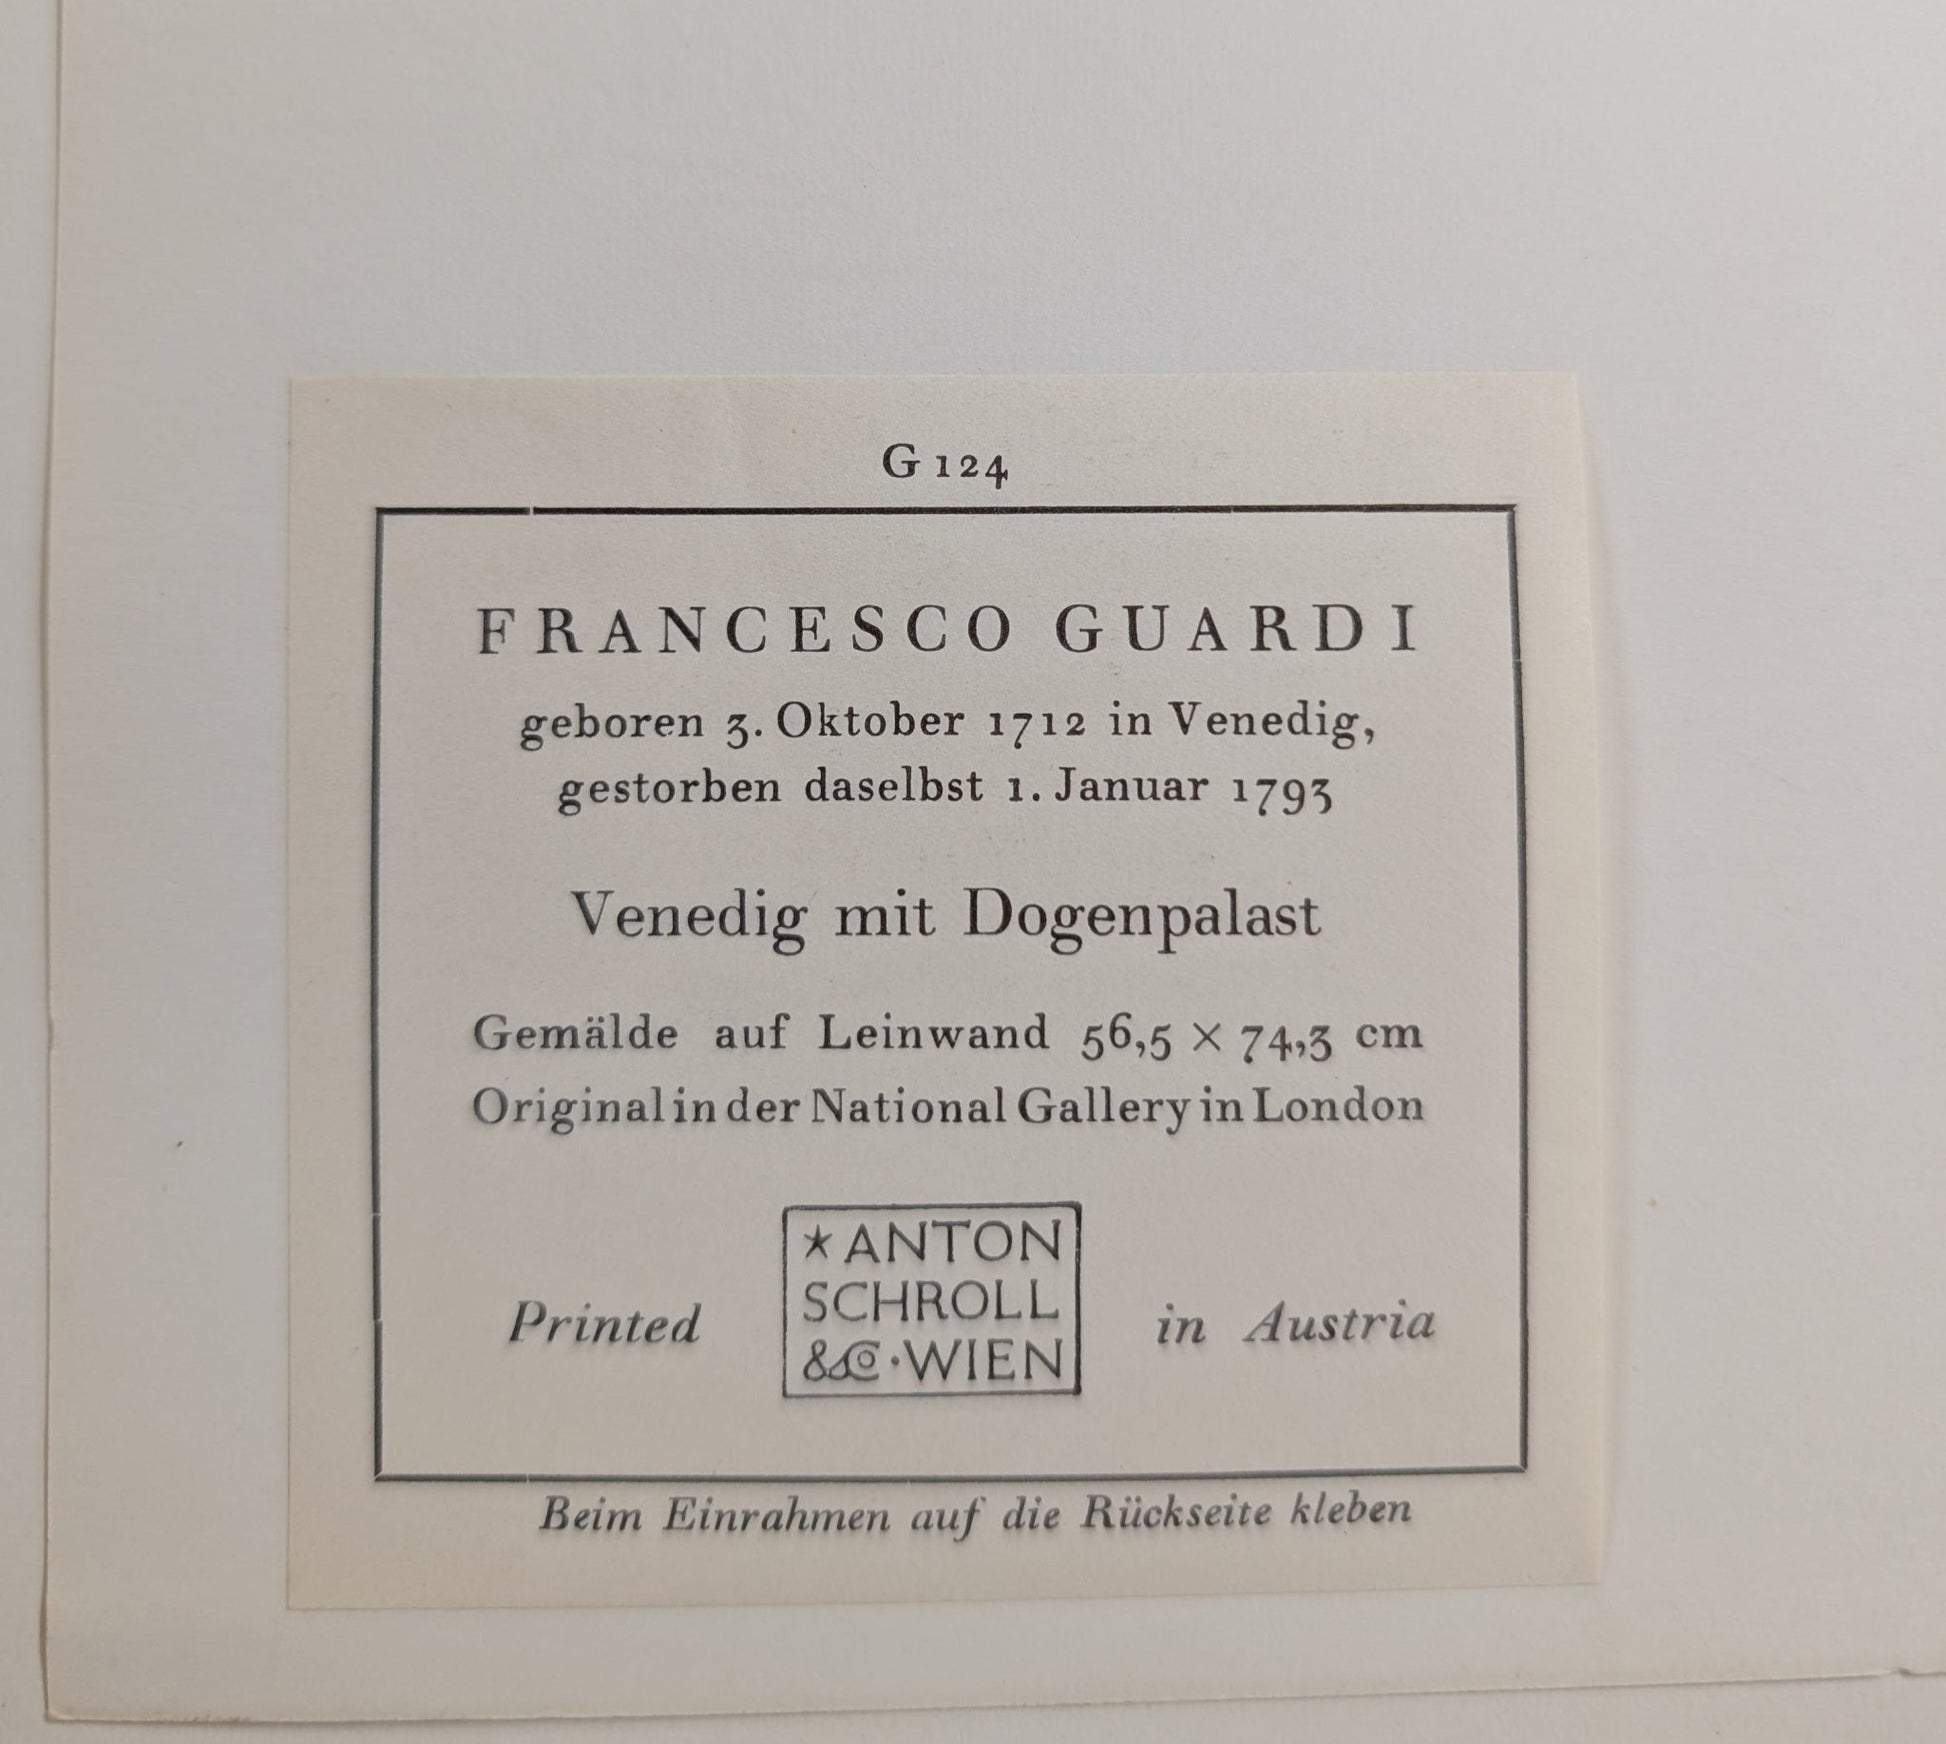 G 124
FRANCESCO GUARDI
geboren 3. Oktober 1712 in Venedig,
gestorben daselbst 1. Januar 1793
Venedig mit Dogenpalast
Gemälde auf Leinwand 56,5 × 74,3 cm
Original in der National Gallery in London
★ANTON
SCHROLL
&Co·WIEN
Printed in Austria
Beim Einrahmen auf die Rückseite kleben